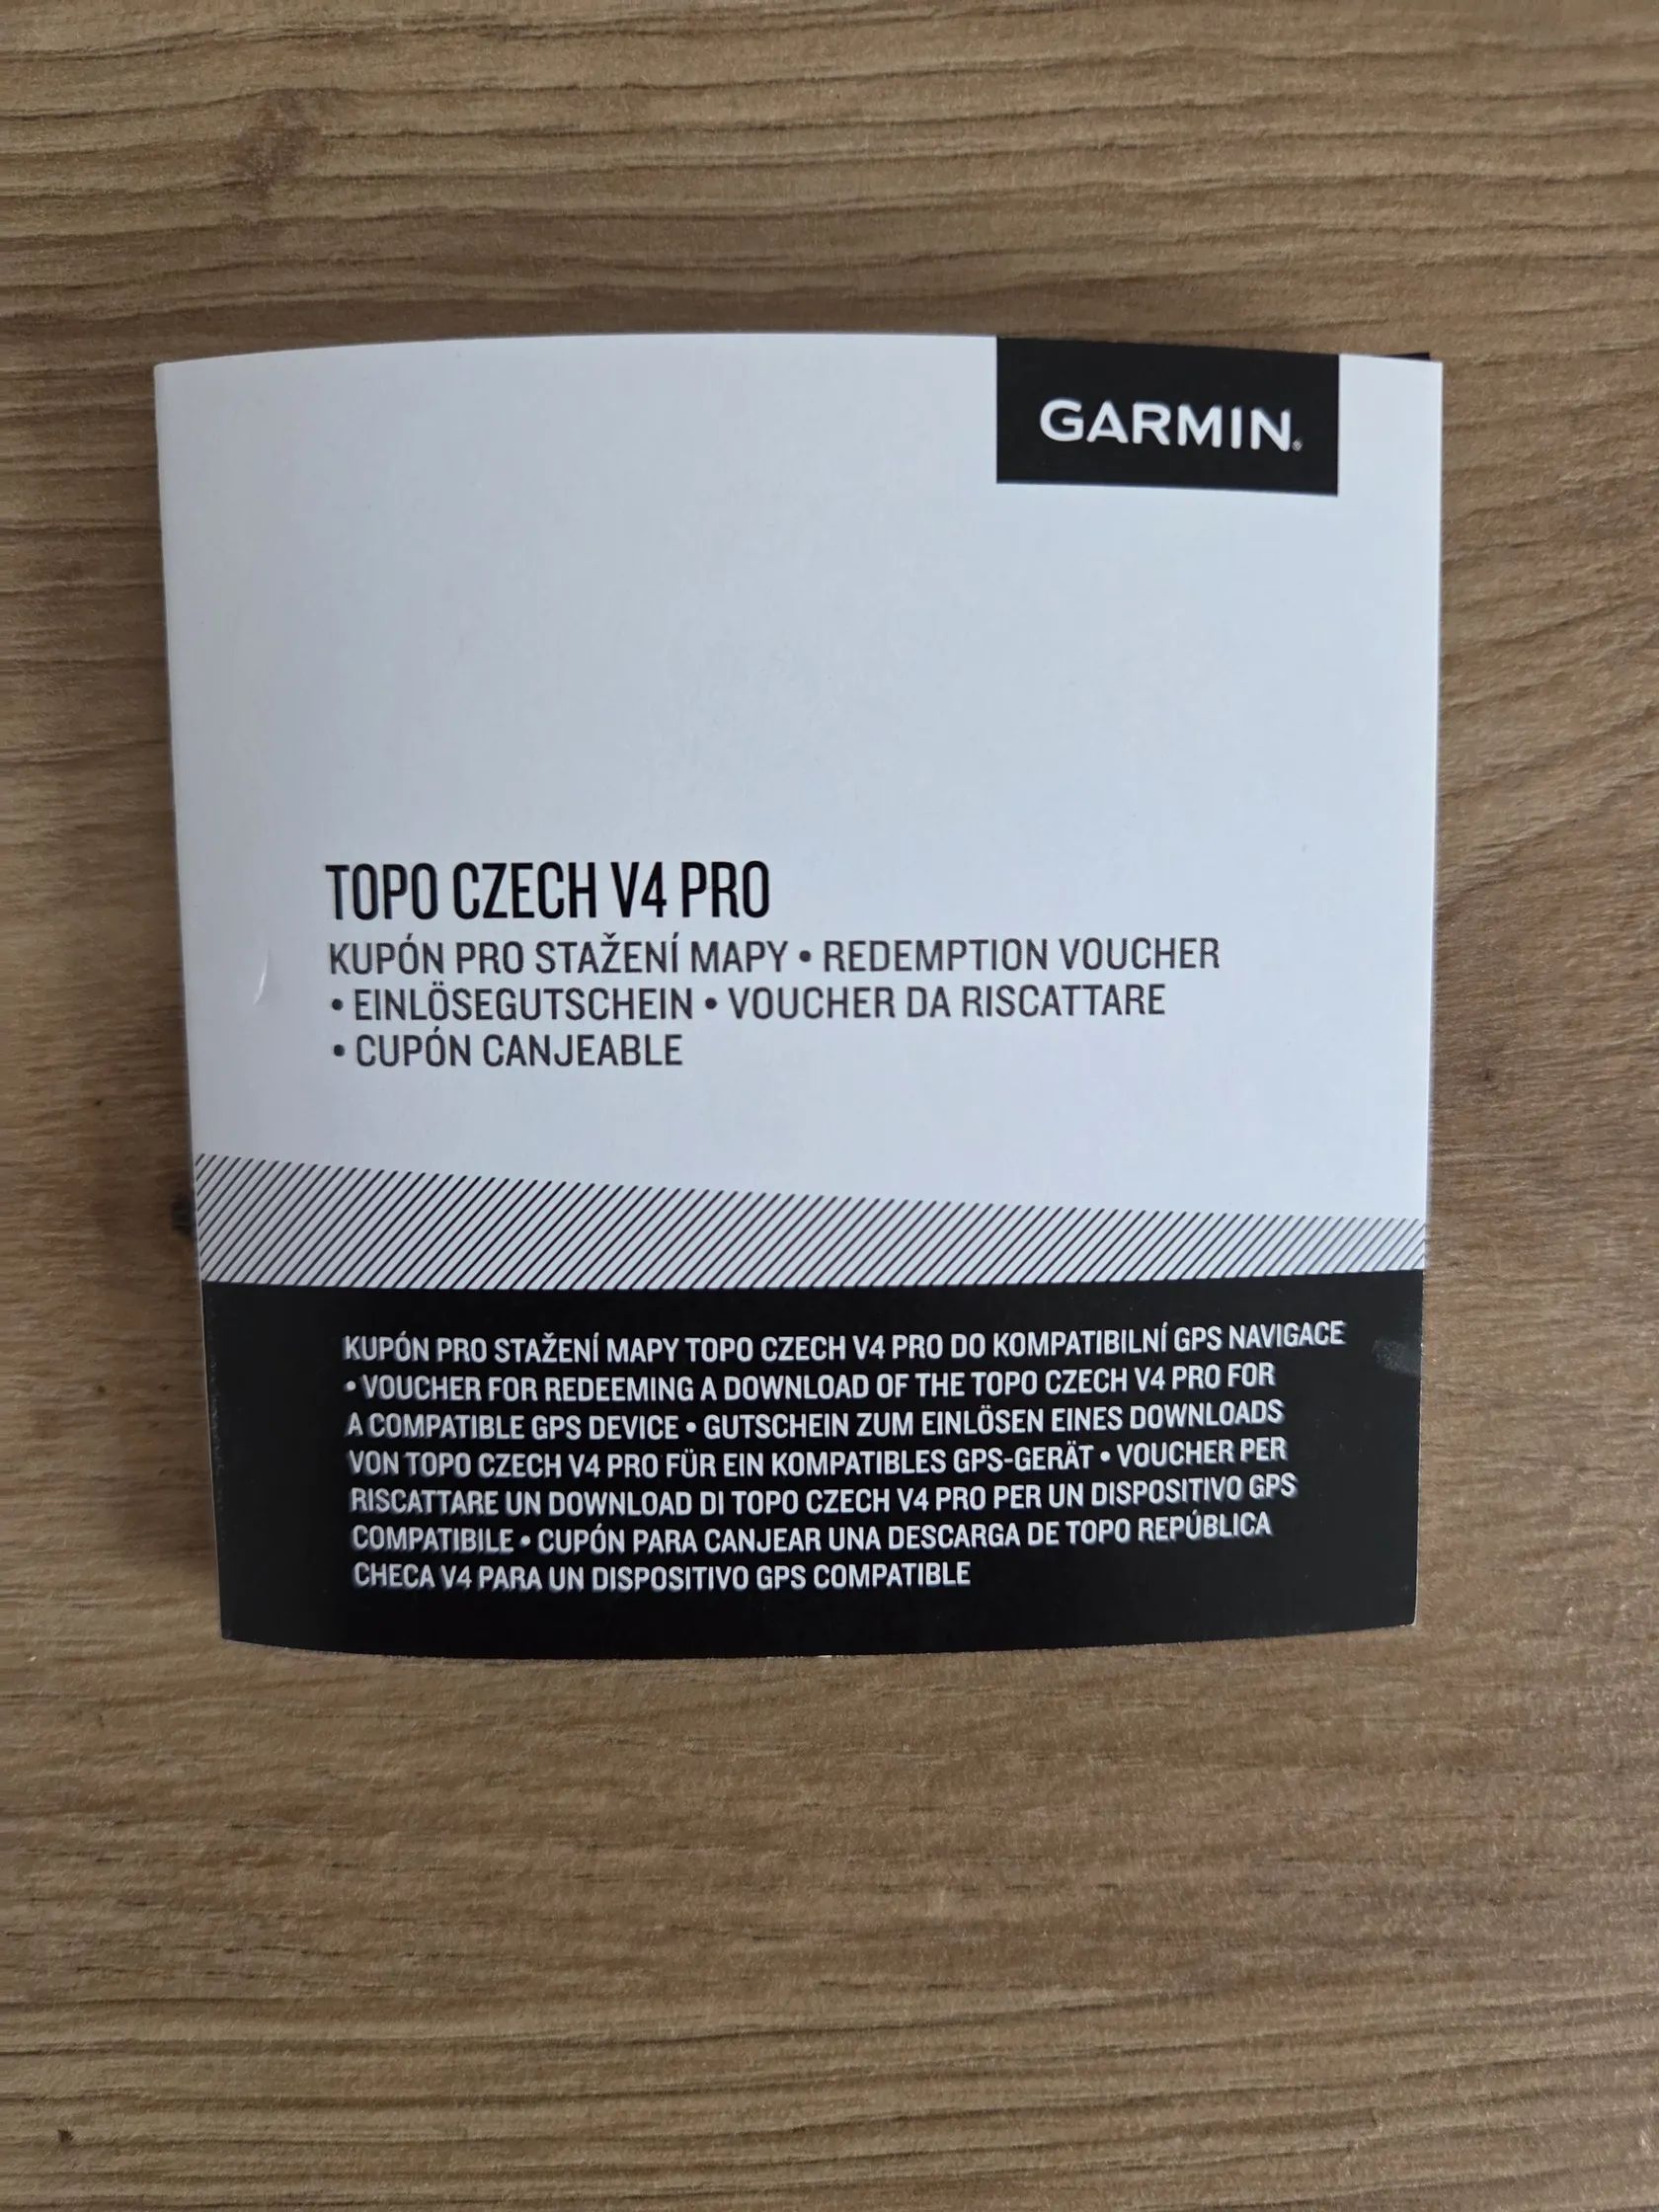 GARMIN®
TOPO CZECH V4 PRO
KUPÓN PRO STAŽENÍ MAPY • REDEMPTION VOUCHER
• EINLÖSEGUTSCHEIN • VOUCHER DA RISCATTARE
• CUPÓN CANJEABLE
KUPÓN PRO STAŽENÍ MAPY TOPO CZECH V4 PRO DO KOMPATIBILNÍ GPS NAVIGACE
• VOUCHER FOR REDEEMING A DOWNLOAD OF THE TOPO CZECH V4 PRO FOR
A COMPATIBLE GPS DEVICE • GUTSCHEIN ZUM EINLÖSEN EINES DOWNLOADS
VON TOPO CZECH V4 PRO FÜR EIN KOMPATIBLES GPS-GERÄT • VOUCHER PER
RISCATTARE UN DOWNLOAD DI TOPO CZECH V4 PRO PER UN DISPOSITIVO GPS
COMPATIBILE • CUPÓN PARA CANJEAR UNA DESCARGA DE TOPO REPÚBLICA
CHECA V4 PARA UN DISPOSITIVO GPS COMPATIBLE